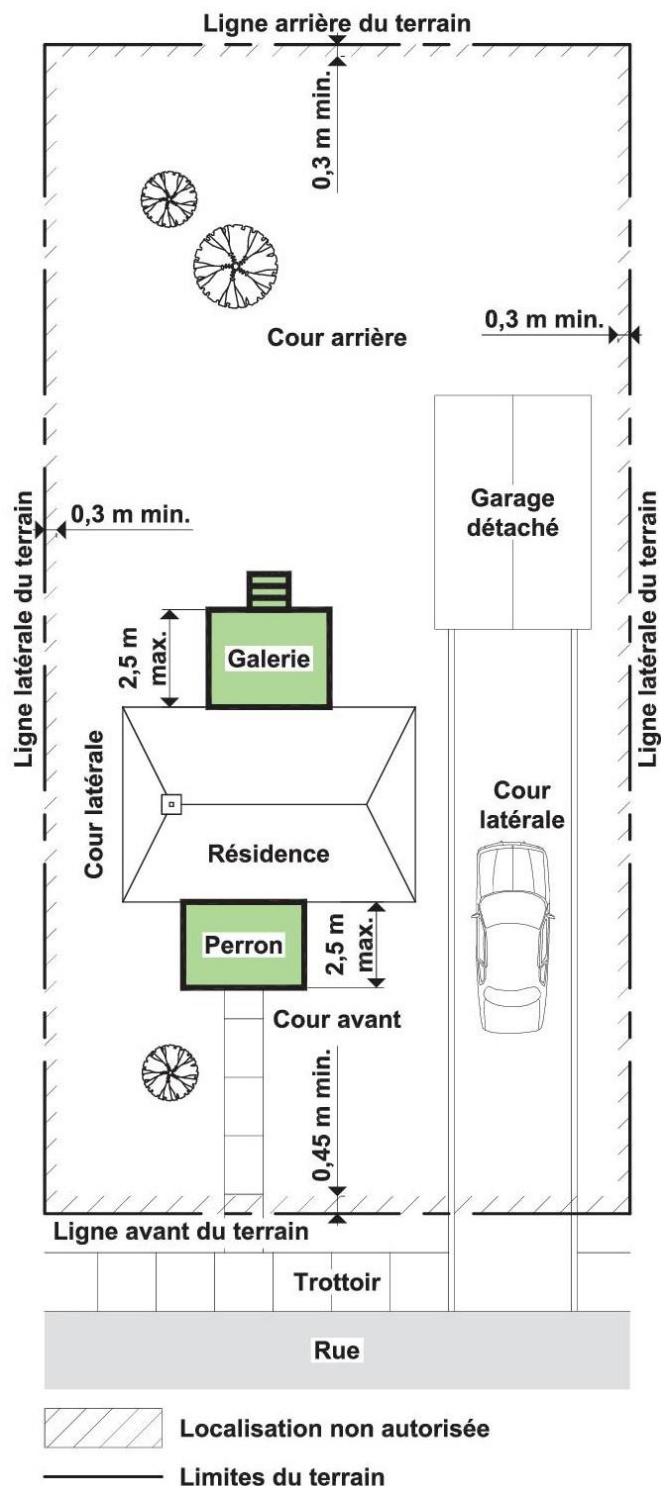 Ligne arrière du terrain
0,3 m min.
Cour arrière
0,3 m min.
Garage
détaché
0,3 m min.
Ligne latérale du terrain
Ligne latérale du terrain
2,5 m
max.
Galerie
Cour latérale
Cour
latérale
Résidence
Perron
2,5 m
max.
Cour avant
0,45 m min.
Ligne avant du terrain
Trottoir
Rue
Localisation non autorisée
Limites du terrain